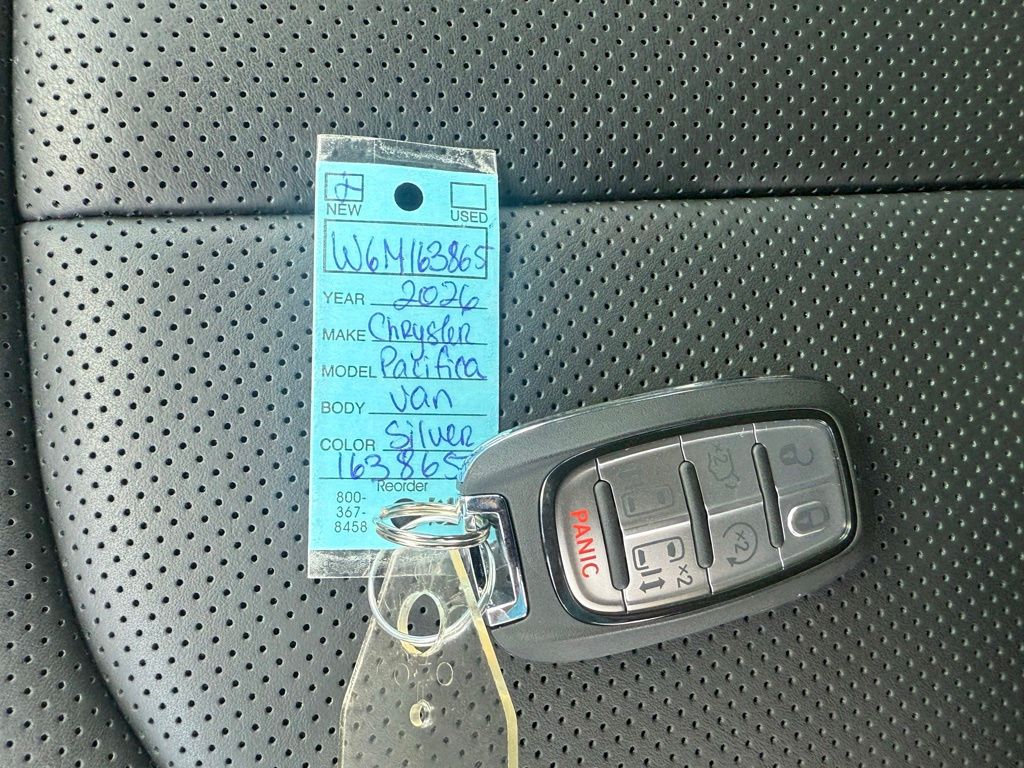 NEW USED
W6M163865
YEAR 2026
MAKE Chrysler
MODEL Pacifica
BODY Van
COLOR Silver
163865
Reorder
800-
367-
8458
PANIC
×2
×2